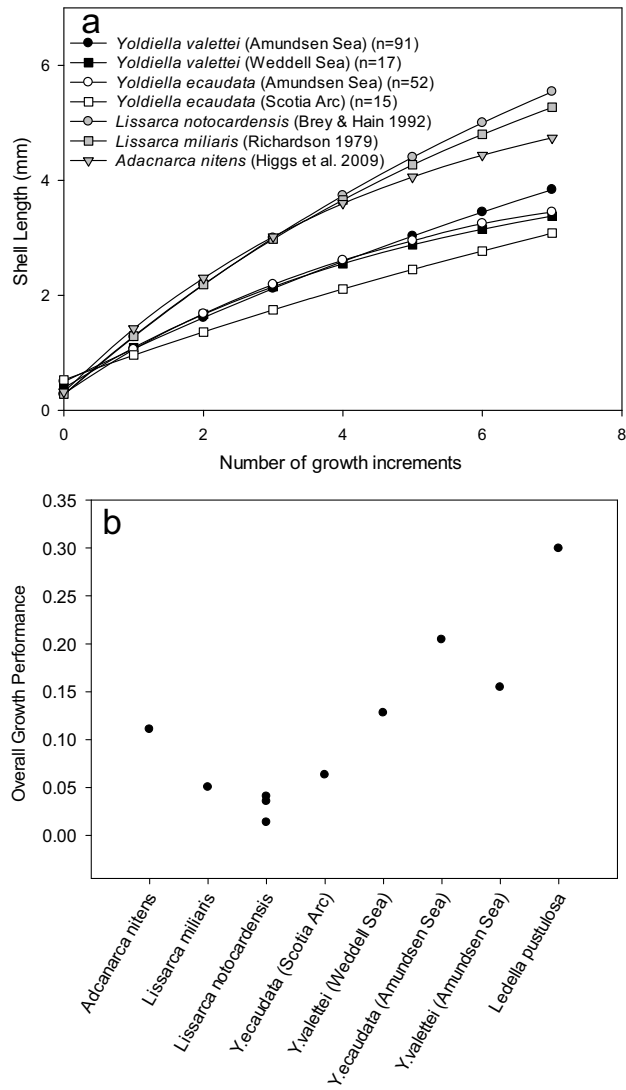 a
Yoldiella valettei (Amundsen Sea) (n=91)
Yoldiella valettei (Weddell Sea) (n=17)
Yoldiella ecaudata (Amundsen Sea) (n=52)
Yoldiella ecaudata (Scotia Arc) (n=15)
Lissarca notocardensis (Brey & Hain 1992)
Lissarca miliaris (Richardson 1979)
Adacnarca nitens (Higgs et al. 2009)
Shell Length (mm)
6
4
2
0
0 2 4 6 8
Number of growth increments
b
Overall Growth Performance
0.35
0.30
0.25
0.20
0.15
0.10
0.05
0.00
Adcanarca nitens
Lissarca miliaris
Lissarca notocardensis
Y.ecaudata (Scotia Arc)
Y.valettei (Weddell Sea)
Y.ecaudata (Amundsen Sea)
Y.valettei (Amundsen Sea)
Ledella pustulosa